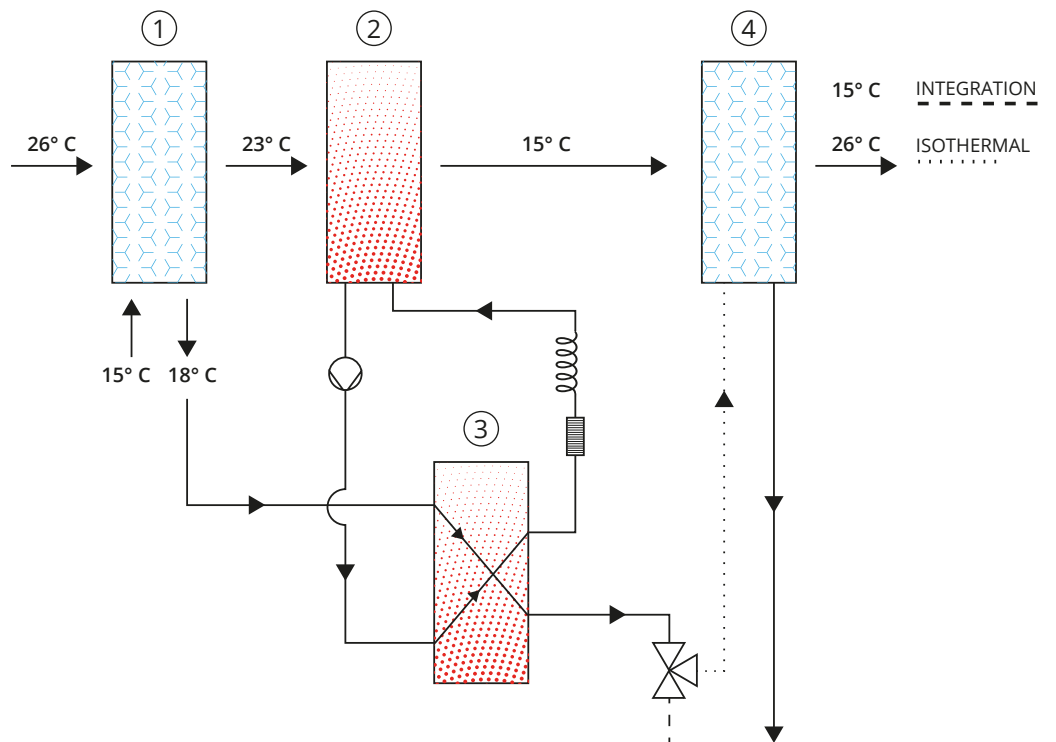 1
2
4
15° C INTEGRATION
26° C
23° C
15° C
26° C ISOTHERMAL
15° C
18° C
3